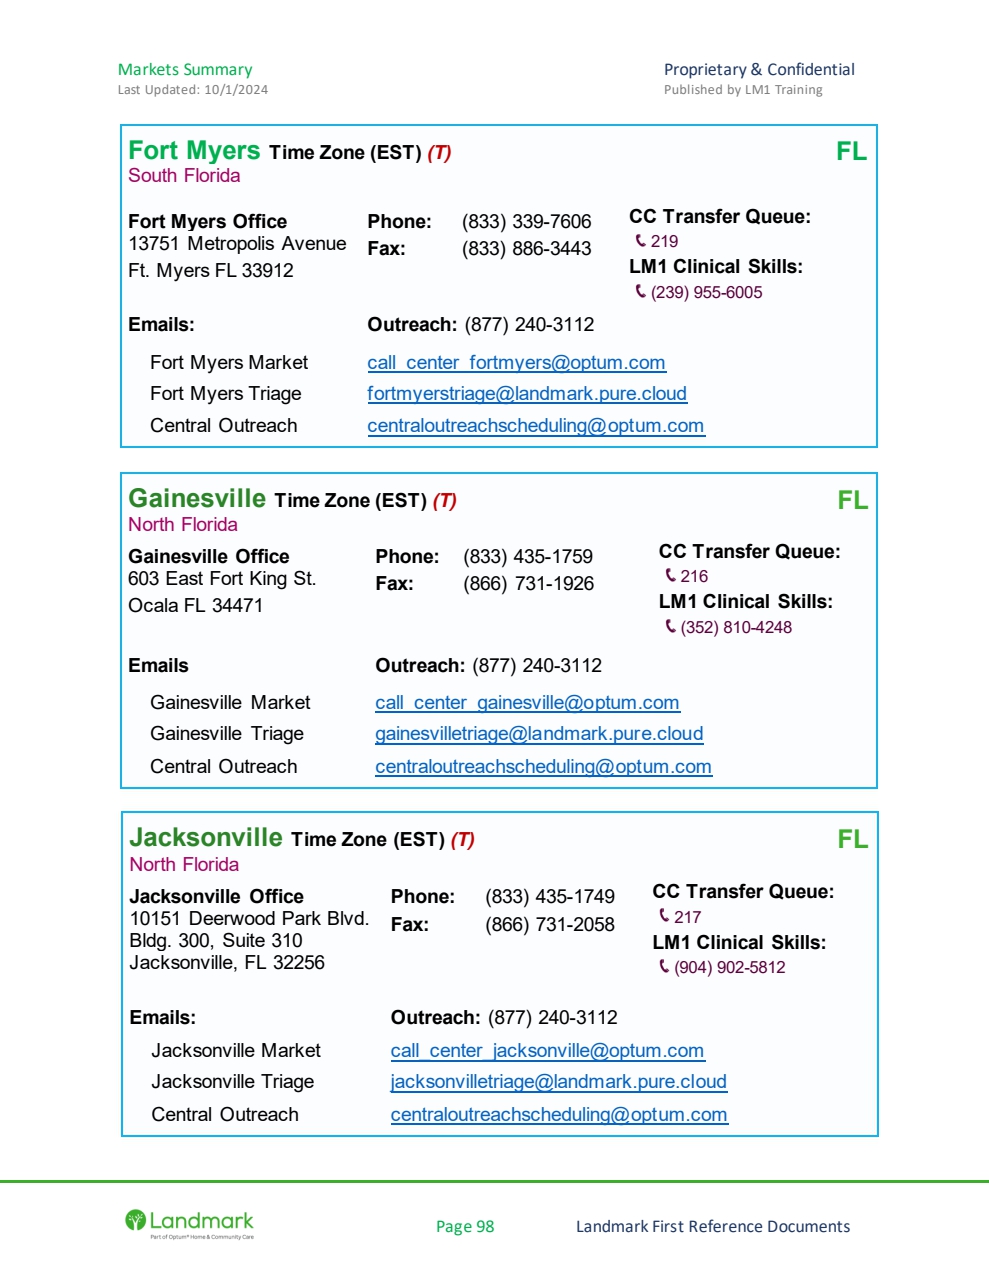 Markets Summary
Proprietary & Confidential
Last Updated: 10/1/2024
Published by LM1 Training
Fort Myers Time Zone (EST) (T)
FL
South Florida
Fort Myers Office
13751 Metropolis Avenue
Ft. Myers FL 33912
Phone: (833) 339-7606
Fax: (833) 886-3443
CC Transfer Queue:
219
LM1 Clinical Skills:
(239) 955-6005
Emails:
Outreach: (877) 240-3112
Fort Myers Market call_center_fortmyers@optum.com
Fort Myers Triage fortmyerstriage@landmark.pure.cloud
Central Outreach centraloutreachscheduling@optum.com
Gainesville Time Zone (EST) (T)
FL
North Florida
Gainesville Office
603 East Fort King St.
Ocala FL 34471
Phone: (833) 435-1759
Fax: (866) 731-1926
CC Transfer Queue:
216
LM1 Clinical Skills:
(352) 810-4248
Emails
Outreach: (877) 240-3112
Gainesville Market call_center_gainesville@optum.com
Gainesville Triage gainesvilletriage@landmark.pure.cloud
Central Outreach centraloutreachscheduling@optum.com
Jacksonville Time Zone (EST) (T)
FL
North Florida
Jacksonville Office
10151 Deerwood Park Blvd.
Bldg. 300, Suite 310
Jacksonville, FL 32256
Phone: (833) 435-1749
Fax: (866) 731-2058
CC Transfer Queue:
217
LM1 Clinical Skills:
(904) 902-5812
Emails:
Outreach: (877) 240-3112
Jacksonville Market call_center_jacksonville@optum.com
Jacksonville Triage jacksonvilletriage@landmark.pure.cloud
Central Outreach centraloutreachscheduling@optum.com
Landmark
Part of Optum® Home & Community Care
Page 98
Landmark First Reference Documents